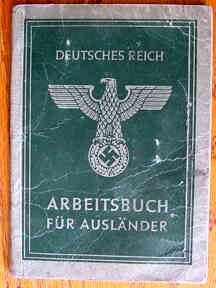 DEUTSCHES REICH
ARBEITSBUCH
FÜR AUSLÄNDER